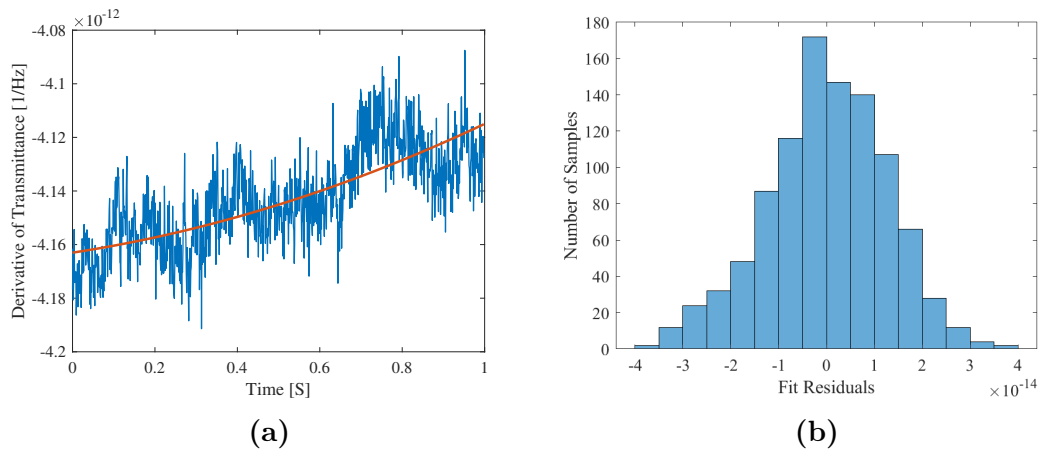 ×10⁻¹²
-4.08
-4.1
-4.12
-4.14
-4.16
-4.18
-4.2
Derivative of Transmittance [1/Hz]
0 0.2 0.4 0.6 0.8 1
Time [S]
(a)
180
160
140
120
100
80
60
40
20
0
Number of Samples
-4 -3 -2 -1 0 1 2 3 4
Fit Residuals
×10⁻¹⁴
(b)